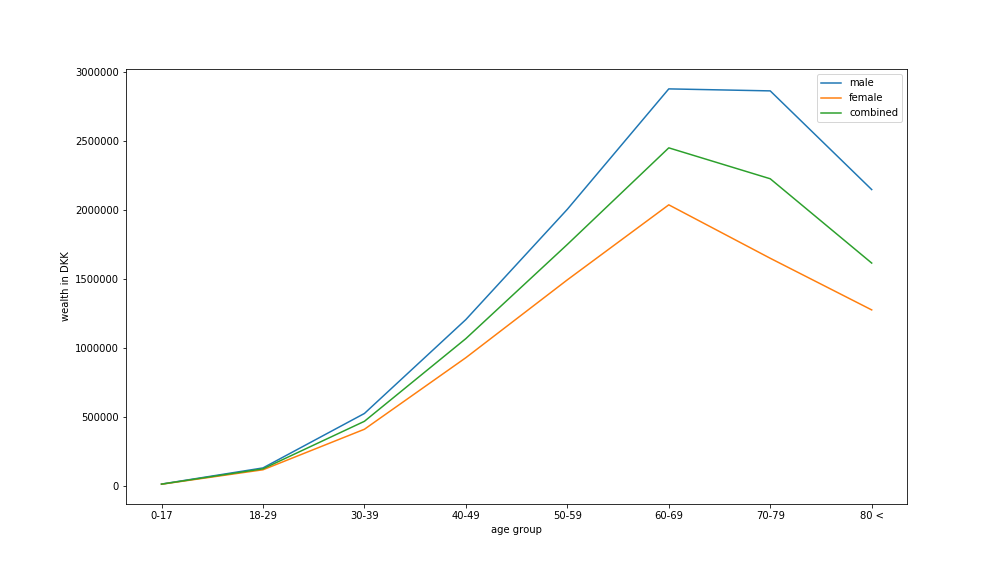 3000000
2500000
2000000
1500000
1000000
500000
0
wealth in DKK
0-17 18-29 30-39 40-49 50-59 60-69 70-79 80 <
age group
male
female
combined